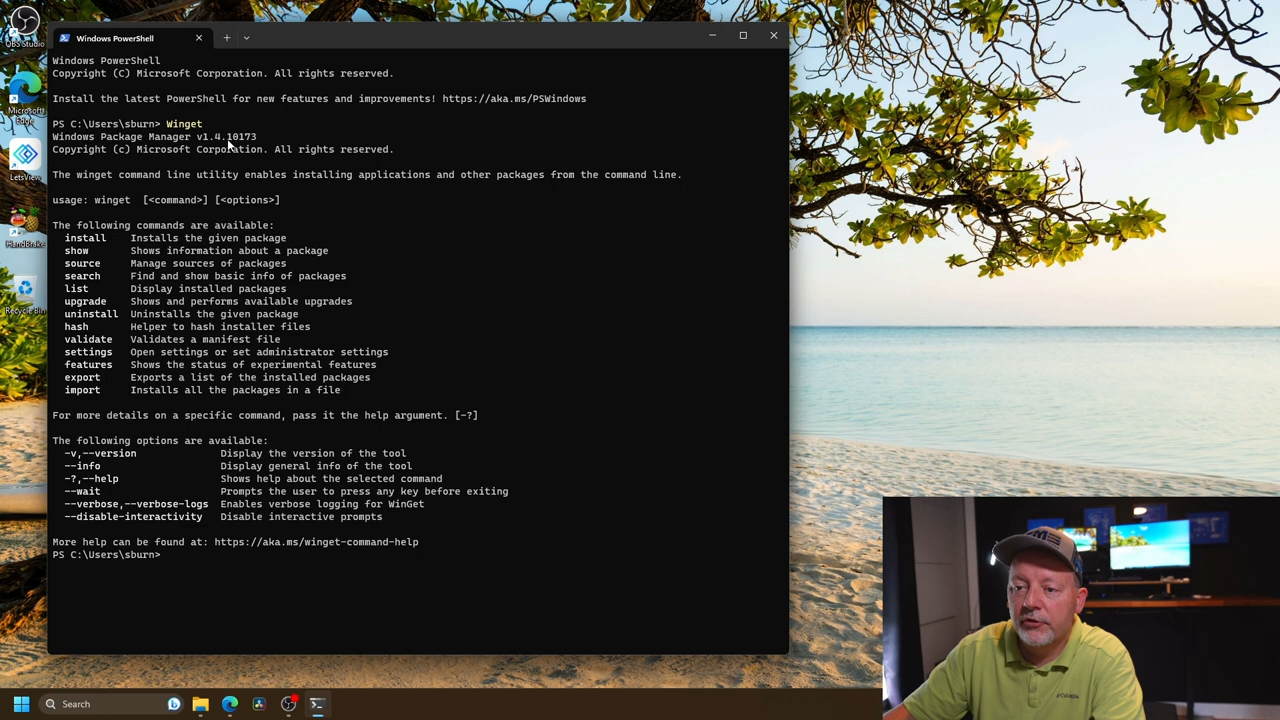 OBS Studio
Microsoft
Edge
LetsView
HandBrake
Recycle Bin
Windows PowerShell
Windows PowerShell
Copyright (C) Microsoft Corporation. All rights reserved.
Install the latest PowerShell for new features and improvements! https://aka.ms/PSWindows
PS C:\Users\sburn> Winget
Windows Package Manager v1.4.10173
Copyright (c) Microsoft Corporation. All rights reserved.
The winget command line utility enables installing applications and other packages from the command line.
usage: winget  [<command>] [<options>]
The following commands are available:
install    Installs the given package
show       Shows information about a package
source     Manage sources of packages
search     Find and show basic info of packages
list       Display installed packages
upgrade    Shows and performs available upgrades
uninstall  Uninstalls the given package
hash       Helper to hash installer files
validate   Validates a manifest file
settings   Open settings or set administrator settings
features   Shows the status of experimental features
export     Exports a list of the installed packages
import     Installs all the packages in a file
For more details on a specific command, pass it the help argument. [-?]
The following options are available:
-v,--version              Display the version of the tool
--info                    Display general info of the tool
-?,--help                 Shows help about the selected command
--wait                    Prompts the user to press any key before exiting
--verbose,--verbose-logs  Enables verbose logging for WinGet
--disable-interactivity   Disable interactive prompts
More help can be found at: https://aka.ms/winget-command-help
PS C:\Users\sburn>
Search
Columbia